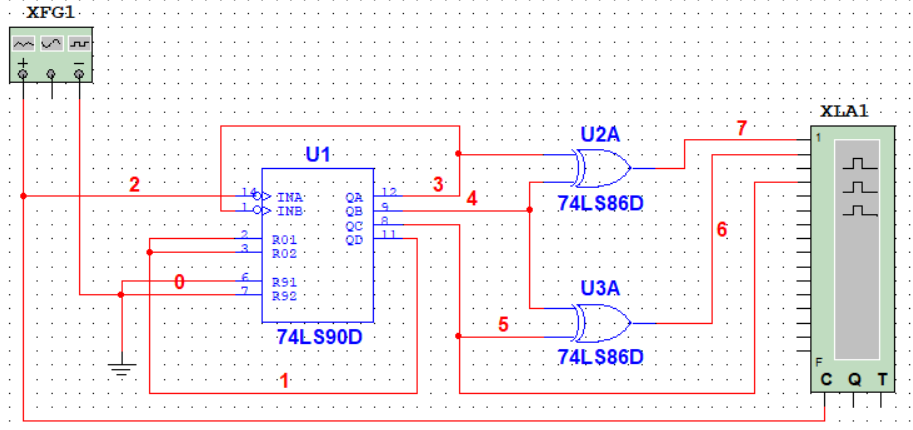 XFG1
+ −
XLA1
U2A
7
1
U1
2
3
4
14 INA QA 12
1 INB QB 9
QC 8
2 R01 QD 11
3 R02
74LS86D
6
0
6 R91
7 R92
U3A
74LS90D
5
74LS86D
1
F
C Q T